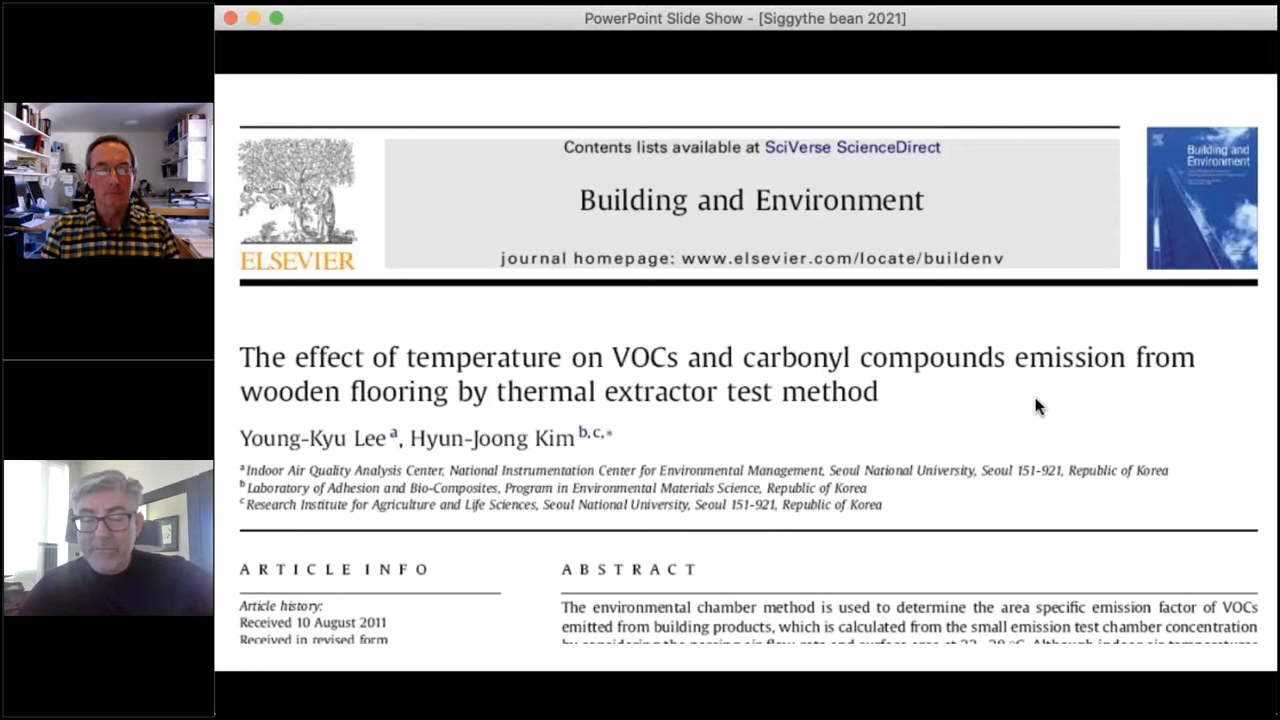 PowerPoint Slide Show - [Siggythe bean 2021]
Contents lists available at SciVerse ScienceDirect
Building and Environment
journal homepage: www.elsevier.com/locate/buildenv
ELSEVIER
Building and
Environment
The effect of temperature on VOCs and carbonyl compounds emission from
wooden flooring by thermal extractor test method
Young-Kyu Lee a, Hyun-Joong Kim b,c,*
a Indoor Air Quality Analysis Center, National Instrumentation Center for Environmental Management, Seoul National University, Seoul 151-921, Republic of Korea
b Laboratory of Adhesion and Bio-Composites, Program in Environmental Materials Science, Republic of Korea
c Research Institute for Agriculture and Life Sciences, Seoul National University, Seoul 151-921, Republic of Korea
ARTICLE INFO
Article history:
Received 10 August 2011
Received in revised form
ABSTRACT
The environmental chamber method is used to determine the area specific emission factor of VOCs
emitted from building products, which is calculated from the small emission test chamber concentration